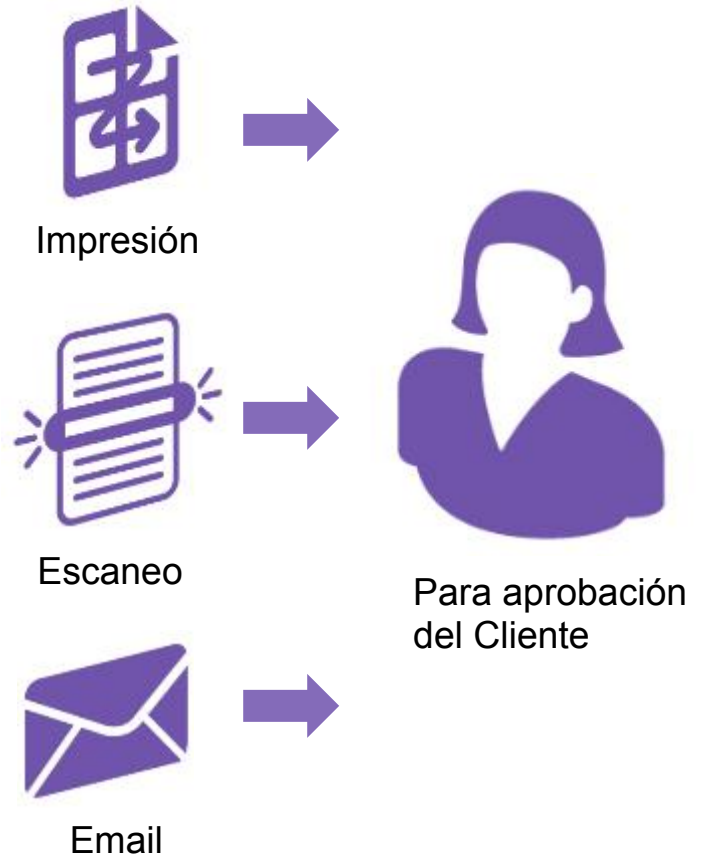 Impresión
Escaneo
Para aprobación
del Cliente
Email